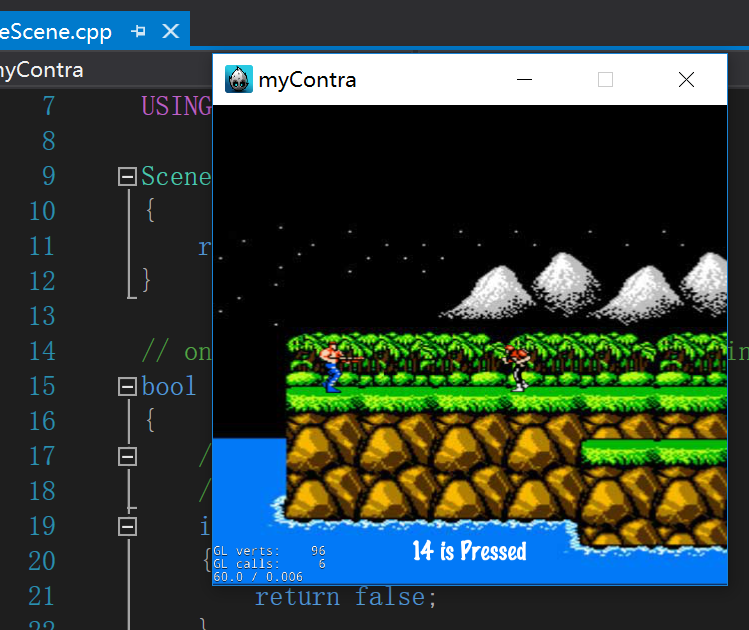 eScene.cpp
myContra
myContra
7 USING
8
9 Scene
10 {
11 r
12 }
13
14 // on in
15 bool
16 {
17 /
18 /
19 i
20 {
21 return false;
22 }
14 is Pressed
GL verts: 96
GL calls: 6
60.0 / 0.006